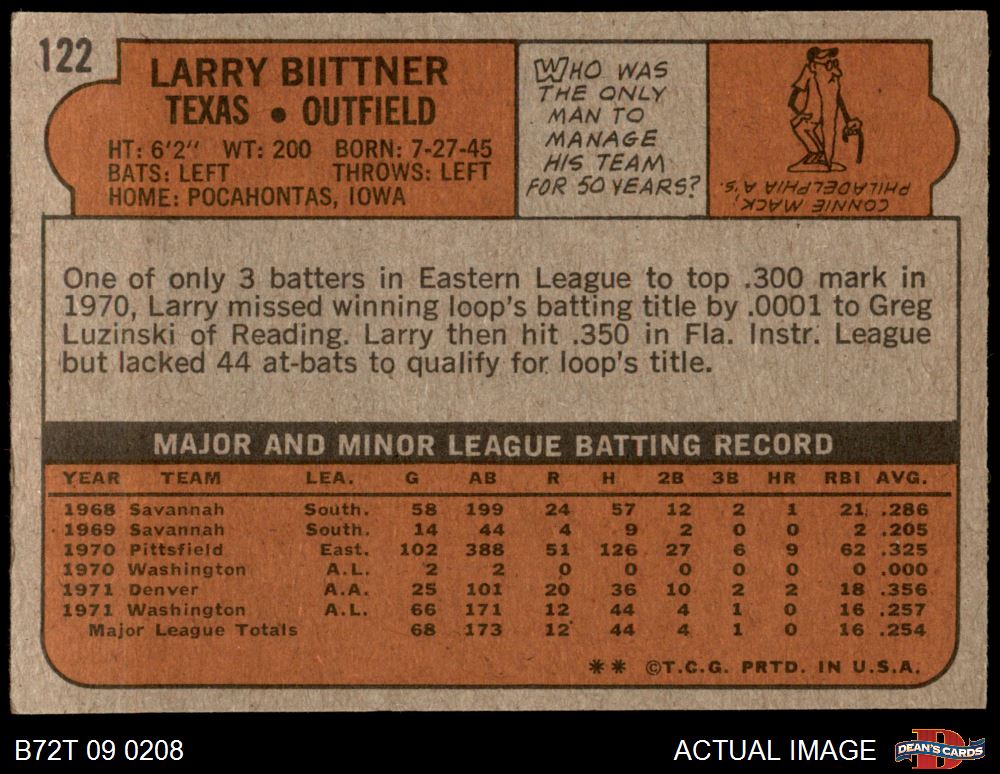 122
LARRY BIITTNER
TEXAS • OUTFIELD
HT: 6'2" WT: 200 BORN: 7-27-45
BATS: LEFT THROWS: LEFT
HOME: POCAHONTAS, IOWA
WHO WAS
THE ONLY
MAN TO
MANAGE
HIS TEAM
FOR 50 YEARS?
CONNIE MACK,
PHILADELPHIA A'S.
One of only 3 batters in Eastern League to top .300 mark in
1970, Larry missed winning loop's batting title by .0001 to Greg
Luzinski of Reading. Larry then hit .350 in Fla. Instr. League
but lacked 44 at-bats to qualify for loop's title.
MAJOR AND MINOR LEAGUE BATTING RECORD
YEAR TEAM LEA. G AB R H 2B 3B HR RBI AVG.
1968 Savannah South. 58 199 24 57 12 2 1 21 .286
1969 Savannah South. 14 44 4 9 2 0 0 2 .205
1970 Pittsfield East. 102 388 51 126 27 6 9 62 .325
1970 Washington A.L. 2 2 0 0 0 0 0 0 .000
1971 Denver A.A. 25 101 20 36 10 2 2 18 .356
1971 Washington A.L. 66 171 12 44 4 1 0 16 .257
Major League Totals 68 173 12 44 4 1 0 16 .254
** ©T.C.G. PRTD. IN U.S.A.
B72T 09 0208
ACTUAL IMAGE
D
DEAN'S CARDS